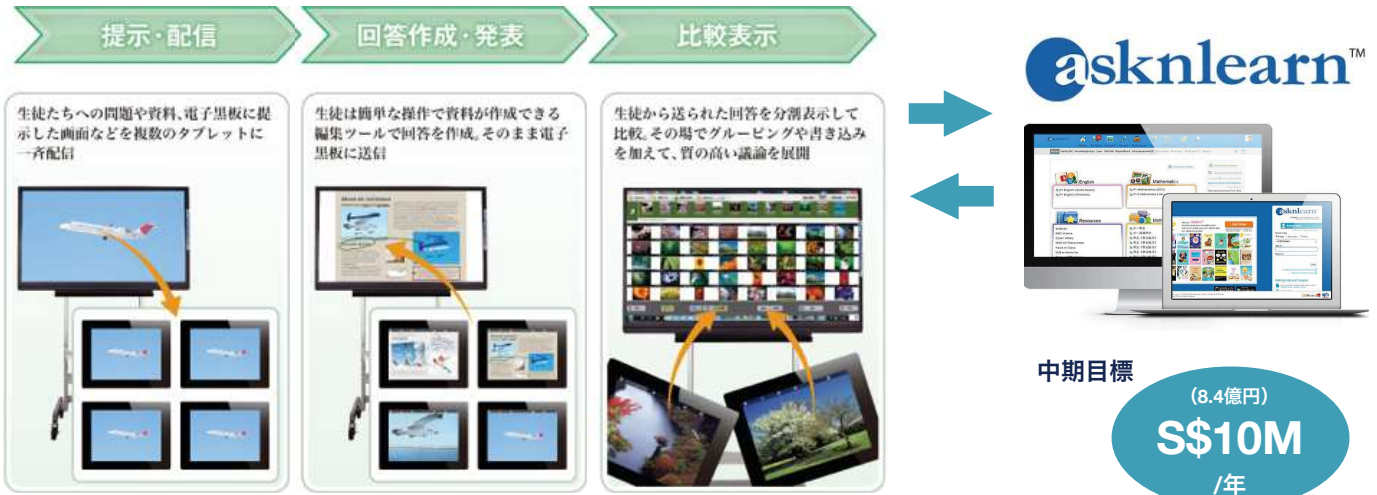 提示・配信
回答作成・発表
比較表示
生徒たちへの問題や資料、電子黒板に提
示した画面などを複数のタブレットに
一斉配信
生徒は簡単な操作で資料が作成できる
編集ツールで回答を作成。そのまま電子
黒板に送信
生徒から送られた回答を分割表示して
比較。その場でグルーピングや書き込み
を加えて、質の高い議論を展開
asknlearn™
English
Mathematics
Resources
asknlearn
中期目標
（8.4億円）
S$10M
/年